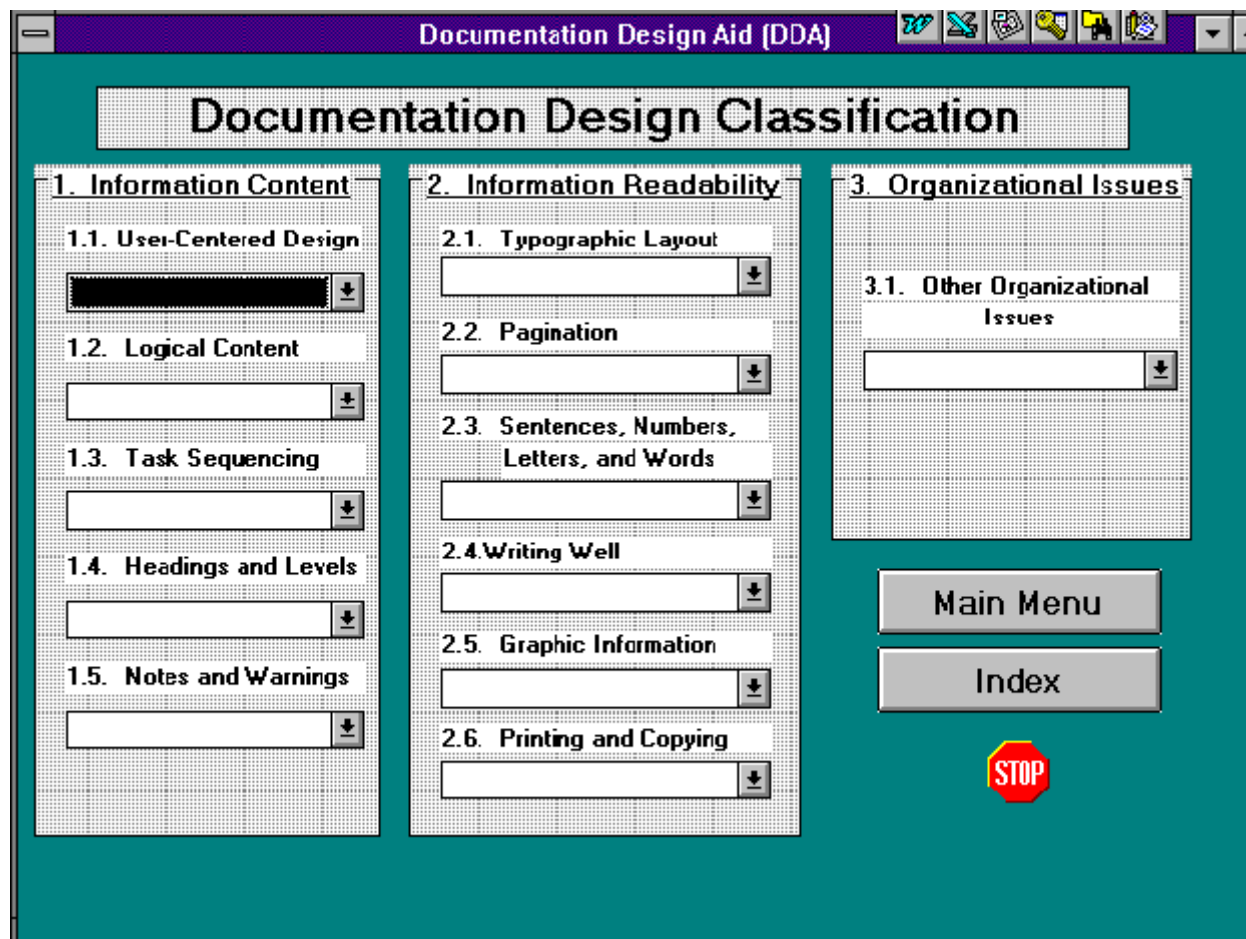 Documentation Design Aid (DDA)
Documentation Design Classification
1. Information Content
1.1. User-Centered Design
1.2. Logical Content
1.3. Task Sequencing
1.4. Headings and Levels
1.5. Notes and Warnings
2. Information Readability
2.1. Typographic Layout
2.2. Pagination
2.3. Sentences, Numbers,
Letters, and Words
2.4.Writing Well
2.5. Graphic Information
2.6. Printing and Copying
3. Organizational Issues
3.1. Other Organizational
Issues
Main Menu
Index
STOP